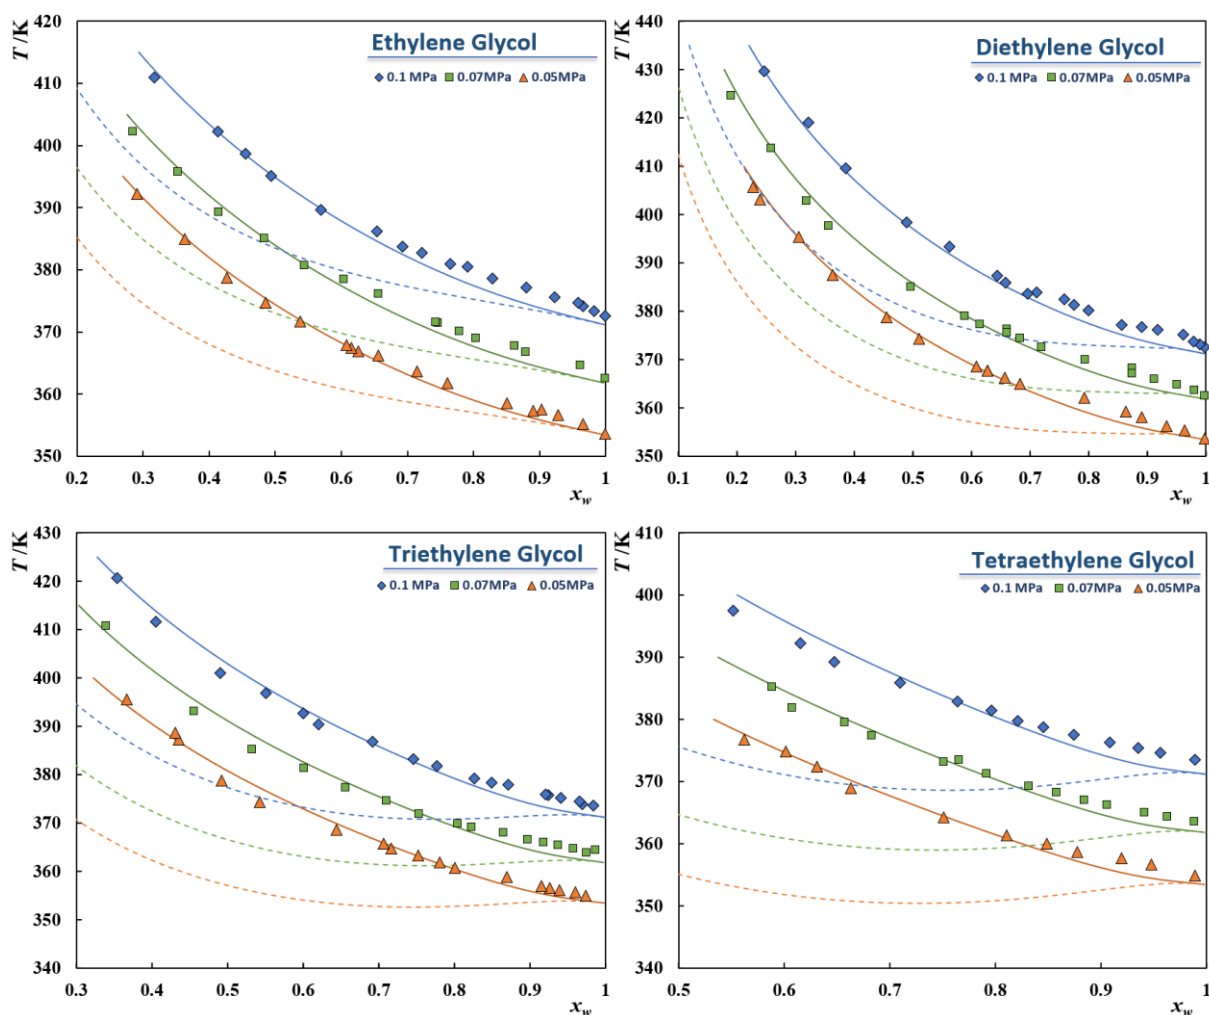 T /K
Ethylene Glycol
0.1 MPa 0.07MPa 0.05MPa
420
410
400
390
380
370
360
350
0.2 0.3 0.4 0.5 0.6 0.7 0.8 0.9 1
xw
T /K
Diethylene Glycol
0.1 MPa 0.07MPa 0.05MPa
440
430
420
410
400
390
380
370
360
350
0.1 0.2 0.3 0.4 0.5 0.6 0.7 0.8 0.9 1
xw
T /K
Triethylene Glycol
0.1 MPa 0.07MPa 0.05MPa
430
420
410
400
390
380
370
360
350
340
0.3 0.4 0.5 0.6 0.7 0.8 0.9 1
xw
T /K
Tetraethylene Glycol
0.1 MPa 0.07MPa 0.05MPa
410
400
390
380
370
360
350
340
0.5 0.6 0.7 0.8 0.9 1
xw